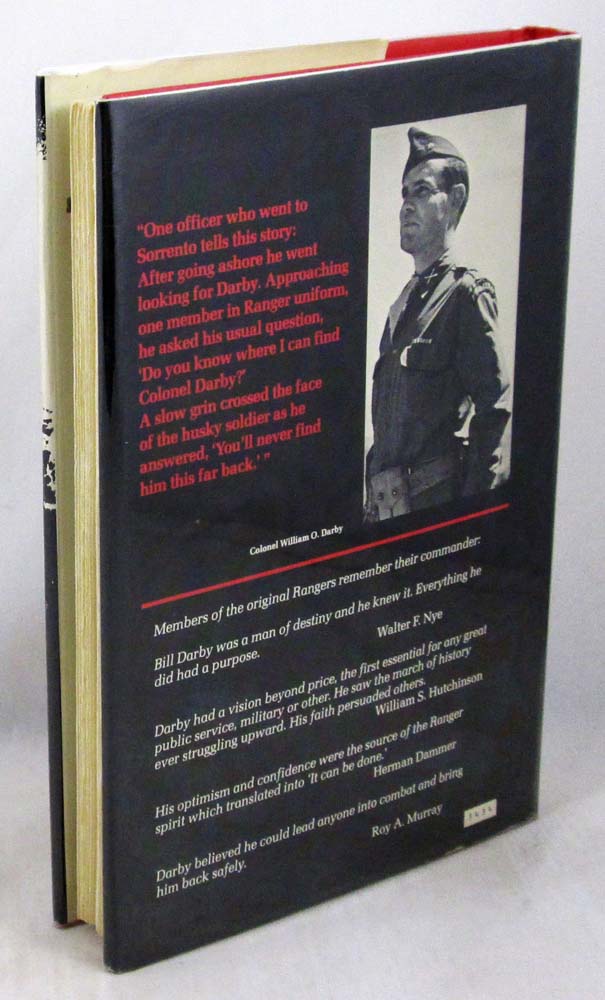 “One officer who went to
Sorrento tells this story:
After going ashore he went
looking for Darby. Approaching
one member in Ranger uniform,
he asked his usual question,
‘Do you know where I can find
Colonel Darby?’
A slow grin crossed the face
of the husky soldier as he
answered, ‘You’ll never find
him this far back.’ ”
Colonel William O. Darby
Members of the original Rangers remember their commander:
Bill Darby was a man of destiny and he knew it. Everything he
did had a purpose.
Walter F. Nye
Darby had a vision beyond price, the first essential for any great
public service, military or other. He saw the march of history
ever struggling upward. His faith persuaded others.
William S. Hutchinson
His optimism and confidence were the source of the Ranger
spirit which translated into ‘It can be done.’
Herman Dammer
Darby believed he could lead anyone into combat and bring
him back safely.
Roy A. Murray
1434